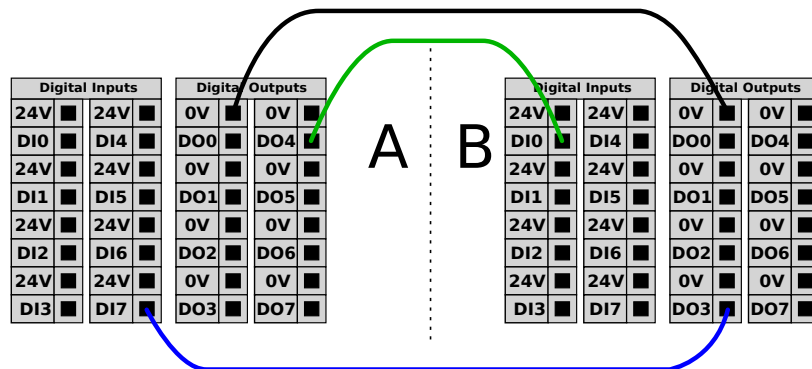 Digital Inputs Digital Outputs Digital Inputs Digital Outputs
24V 24V 0V 0V 24V 24V 0V 0V
DI0 DI4 DO0 DO4 A B DI0 DI4 DO0 DO4
24V 24V 0V 0V 24V 24V 0V 0V
DI1 DI5 DO1 DO5 DI1 DI5 DO1 DO5
24V 24V 0V 0V 24V 24V 0V 0V
DI2 DI6 DO2 DO6 DI2 DI6 DO2 DO6
24V 24V 0V 0V 24V 24V 0V 0V
DI3 DI7 DO3 DO7 DI3 DI7 DO3 DO7